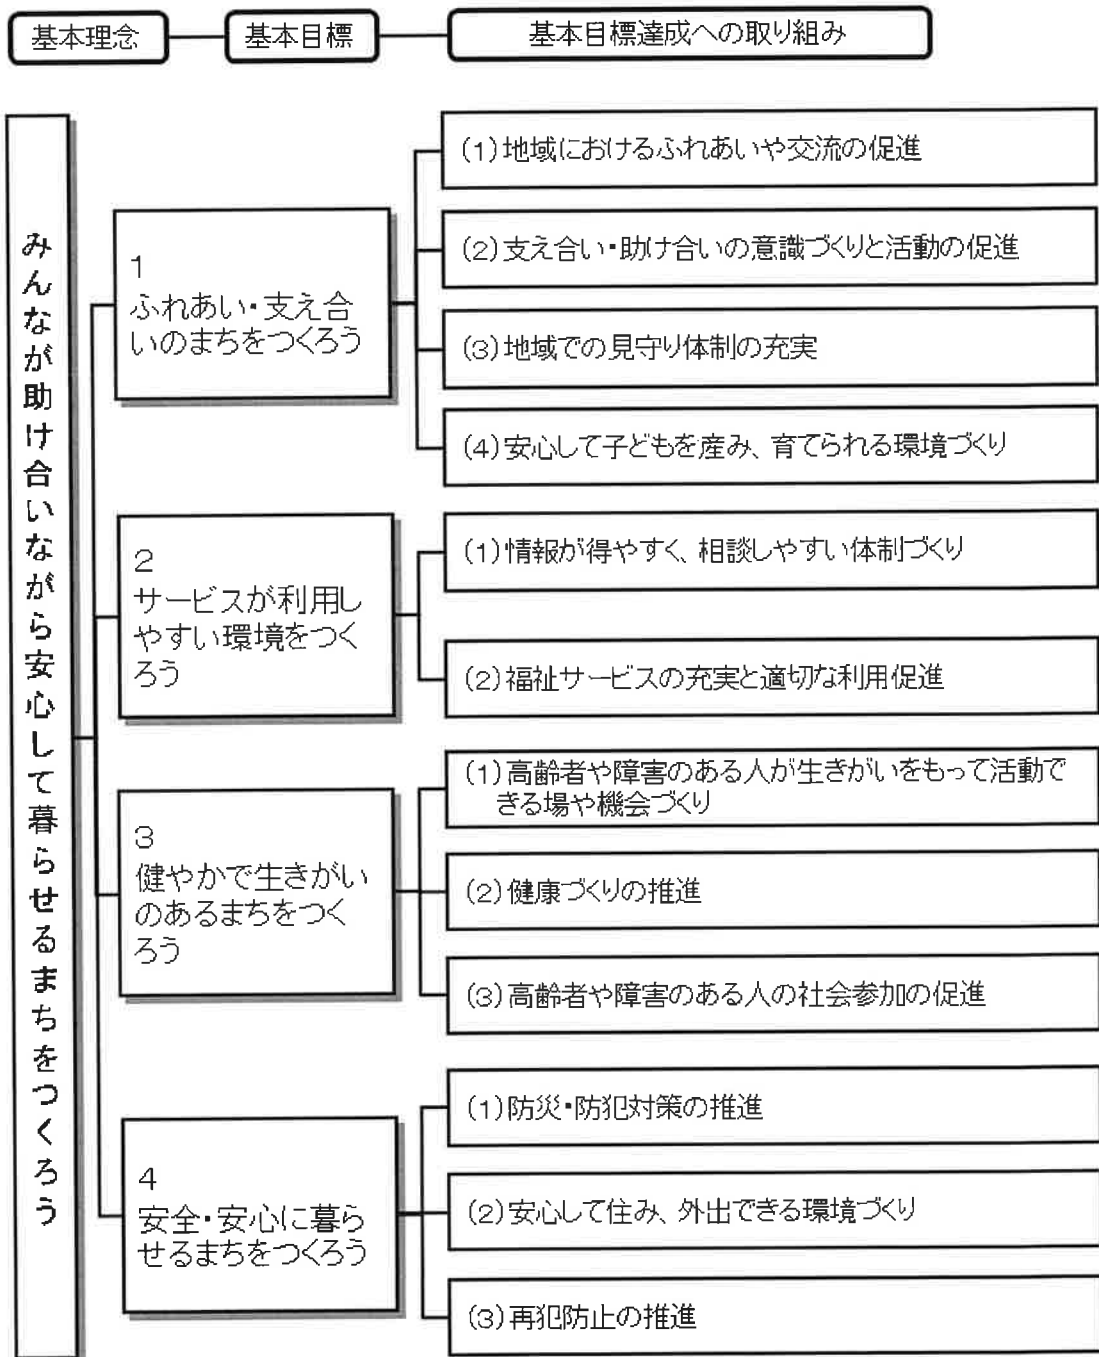 基本理念
基本目標
基本目標達成への取り組み
みんなが助け合いながら安心して暮らせるまちをつくろう
1
ふれあい・支え合
いのまちをつくろう
(1)地域におけるふれあいや交流の促進
(2)支え合い・助け合いの意識づくりと活動の促進
(3)地域での見守り体制の充実
(4)安心して子どもを産み、育てられる環境づくり
2
サービスが利用し
やすい環境をつく
ろう
(1)情報が得やすく、相談しやすい体制づくり
(2)福祉サービスの充実と適切な利用促進
3
健やかで生きがい
のあるまちをつく
ろう
(1)高齢者や障害のある人が生きがいをもって活動で
きる場や機会づくり
(2)健康づくりの推進
(3)高齢者や障害のある人の社会参加の促進
4
安全・安心に暮ら
せるまちをつくろう
(1)防災・防犯対策の推進
(2)安心して住み、外出できる環境づくり
(3)再犯防止の推進